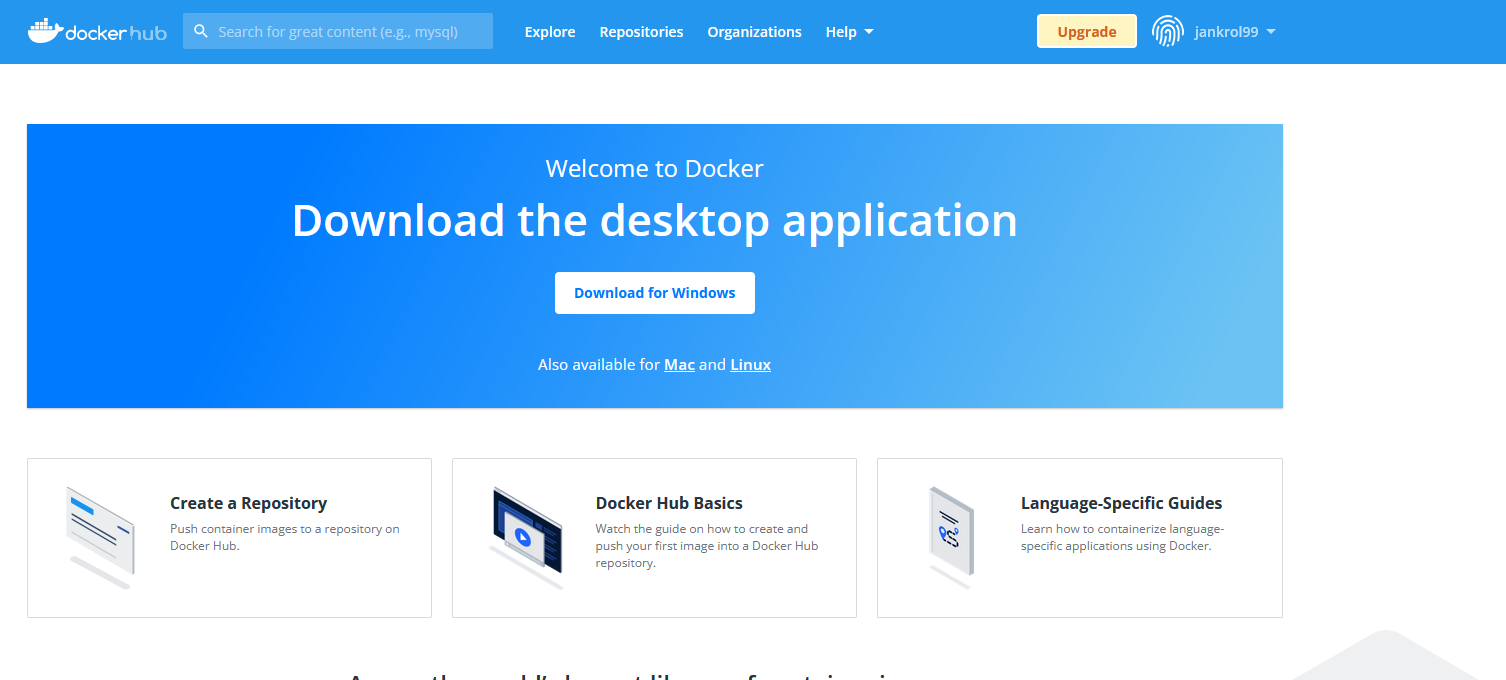 docker hub
Search for great content (e.g., mysql)
Explore
Repositories
Organizations
Help
Upgrade
jankrol99
Welcome to Docker
Download the desktop application
Download for Windows
Also available for Mac and Linux
Create a Repository
Push container images to a repository on
Docker Hub.
Docker Hub Basics
Watch the guide on how to create and
push your first image into a Docker Hub
repository.
Language-Specific Guides
Learn how to containerize language-
specific applications using Docker.